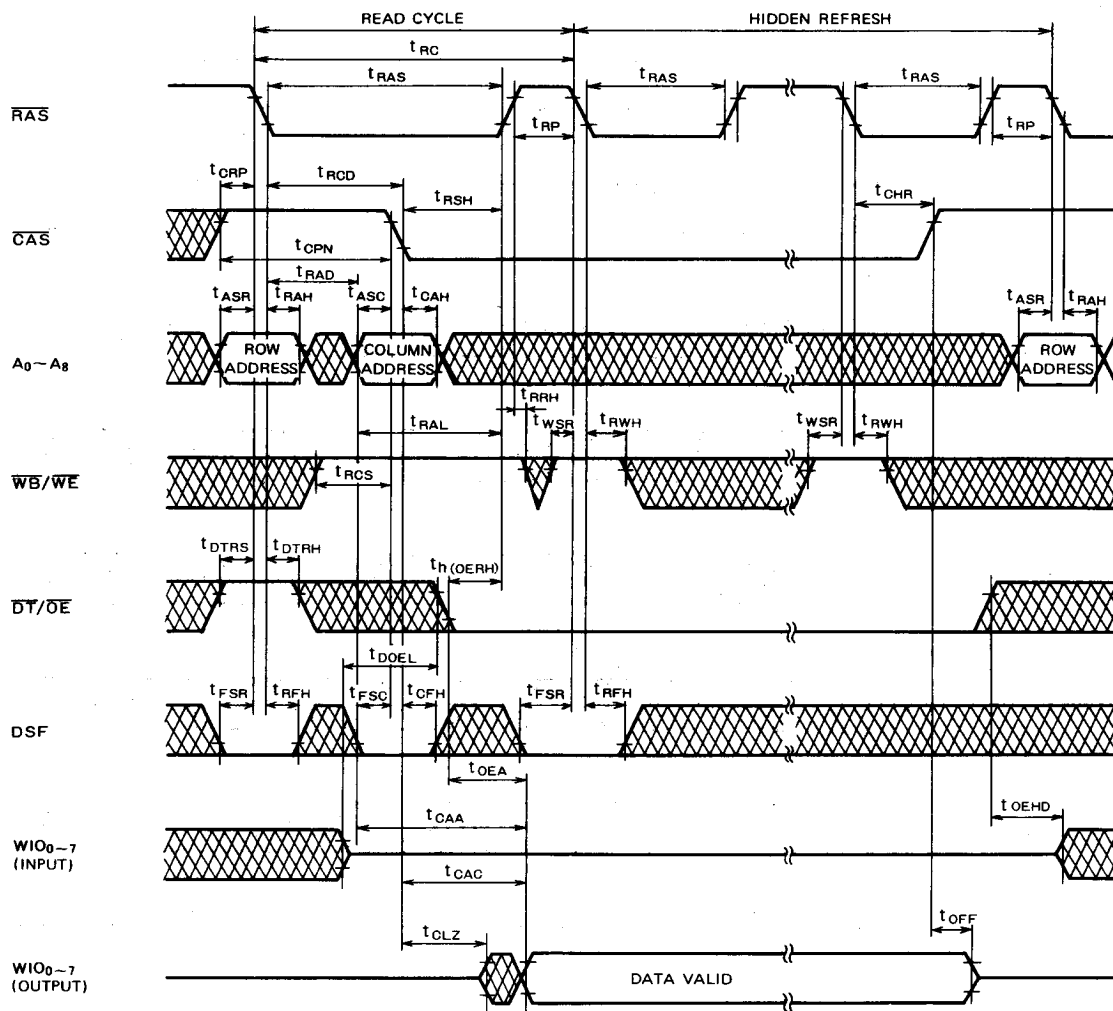 READ CYCLE HIDDEN REFRESH
tRC
tRAS tRAS tRAS
RAS
tRP tRP
tCRP tRCD tRSH tCHR
CAS
tCPN
tRAD
tASR tRAH tASC tCAH tASR tRAH
A0~A8 ROW ADDRESS COLUMN ADDRESS ROW ADDRESS
tRRH
tRAL tWSR tRWH tWSR tRWH
WB/WE
tRCS
tDTRS tDTRH th(OERH)
DT/OE
tDOEL
tFSR tRFH tFSC tCFH tFSR tRFH
DSF
tOEA
tOEHD
tCAA
WIO0~7
(INPUT)
tCAC
tCLZ tOFF
WIO0~7
(OUTPUT)
DATA VALID